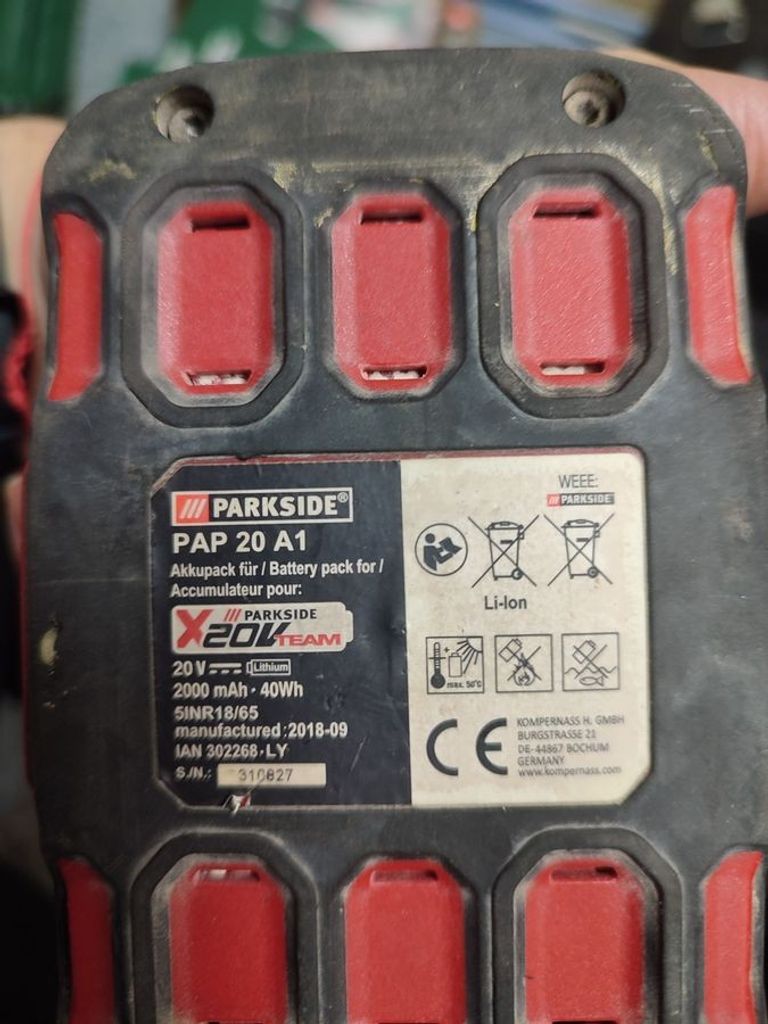 PARKSIDE®
PAP 20 A1
Akkupack für / Battery pack for /
Accumulateur pour:
PARKSIDE
X20V TEAM
20 V Lithium
2000 mAh · 40Wh
5INR18/65
manufactured:2018-09
IAN 302268-LY
S./N.: 310827
WEEE:
PARKSIDE
Li-Ion
max. 50°C
CE
KOMPERNASS H. GMBH
BURGSTRASSE 21
DE- 44867 BOCHUM
GERMANY
www.kompernass.com